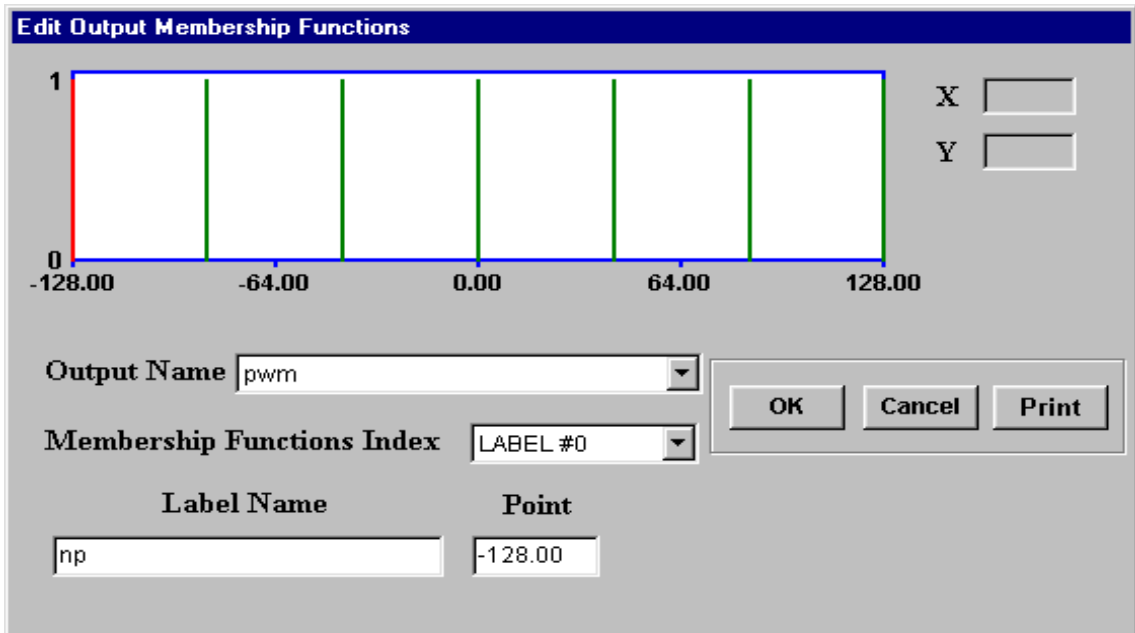 Edit Output Membership Functions
1
X
Y
0
-128.00 -64.00 0.00 64.00 128.00
Output Name pwm
OK Cancel Print
Membership Functions Index LABEL #0
Label Name Point
np -128.00